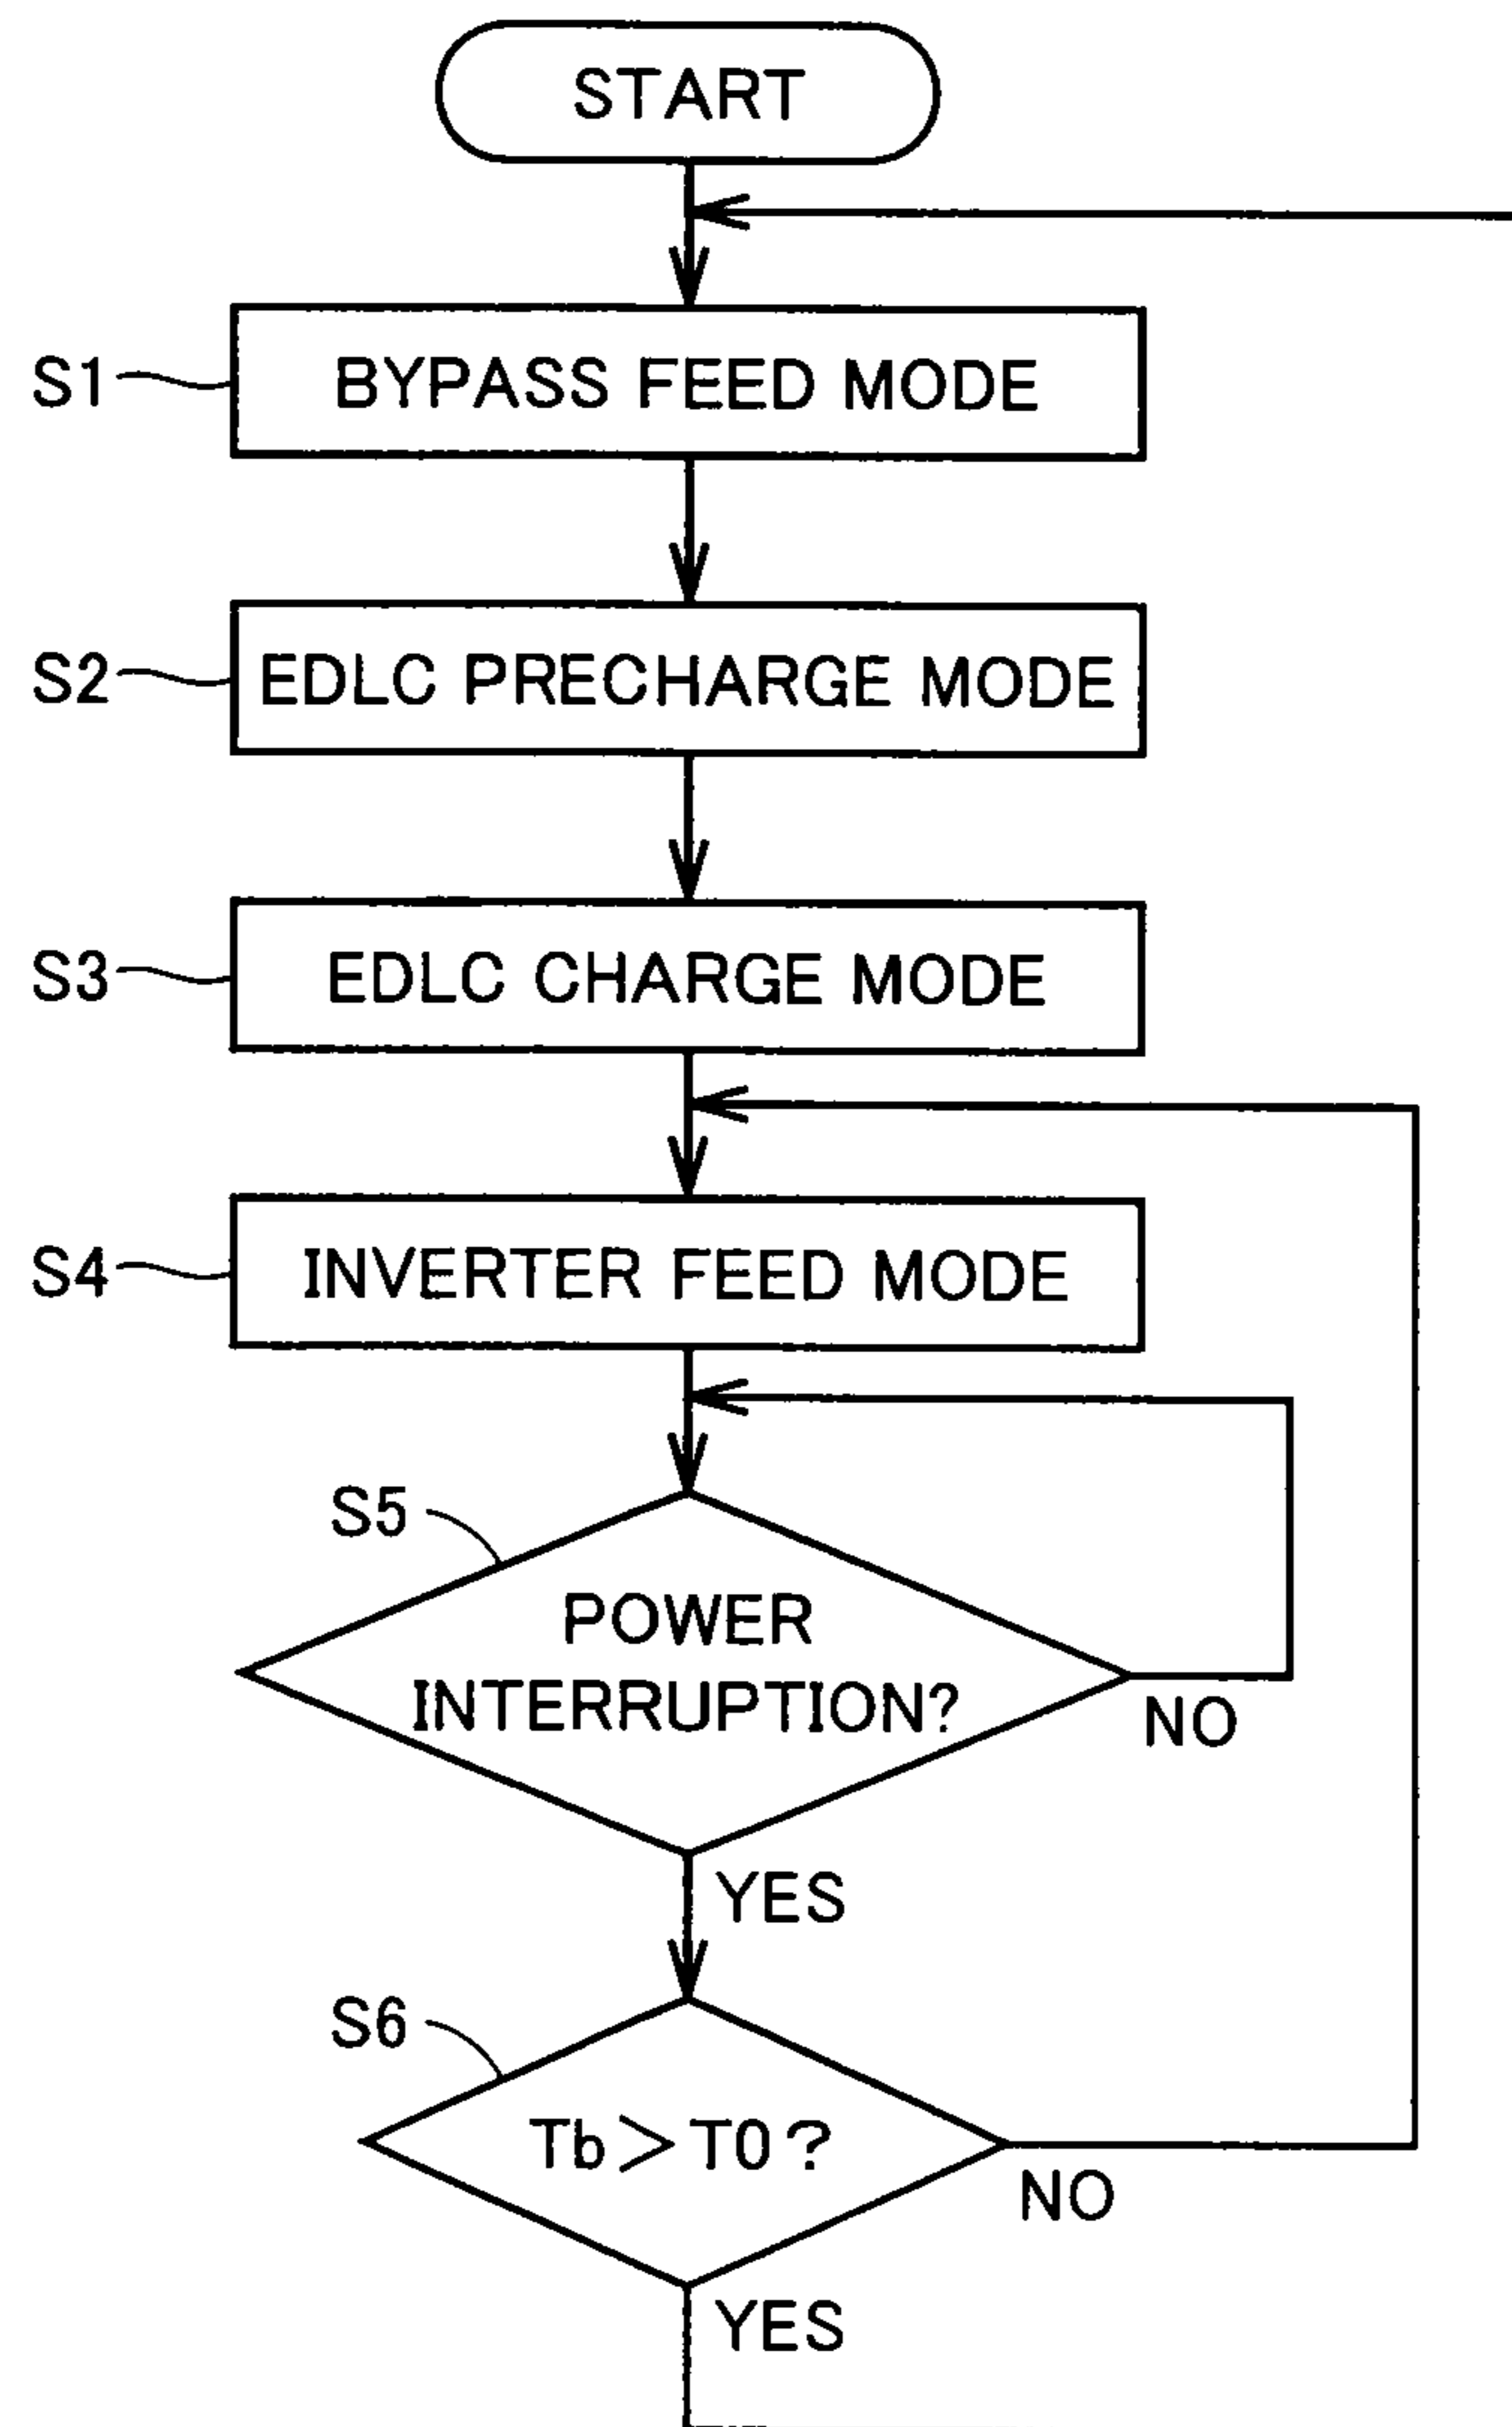 START
S1
BYPASS FEED MODE
S2
EDLC PRECHARGE MODE
S3
EDLC CHARGE MODE
S4
INVERTER FEED MODE
S5
POWER
INTERRUPTION?
NO
YES
S6
Tb>T0?
NO
YES